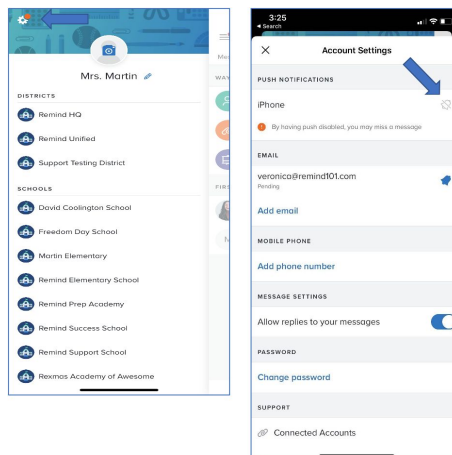 Mrs. Martin
DISTRICTS
Remind HQ
Remind Unified
Support Testing District
SCHOOLS
David Coolington School
Freedom Day School
Martin Elementary
Remind Elementary School
Remind Prep Academy
Remind Success School
Remind Support School
Rexmos Academy of Awesome
3:25
Search
Account Settings
PUSH NOTIFICATIONS
iPhone
By having push disabled, you may miss a message
EMAIL
veronica@remind101.com
Pending
Add email
MOBILE PHONE
Add phone number
MESSAGE SETTINGS
Allow replies to your messages
PASSWORD
Change password
SUPPORT
Connected Accounts